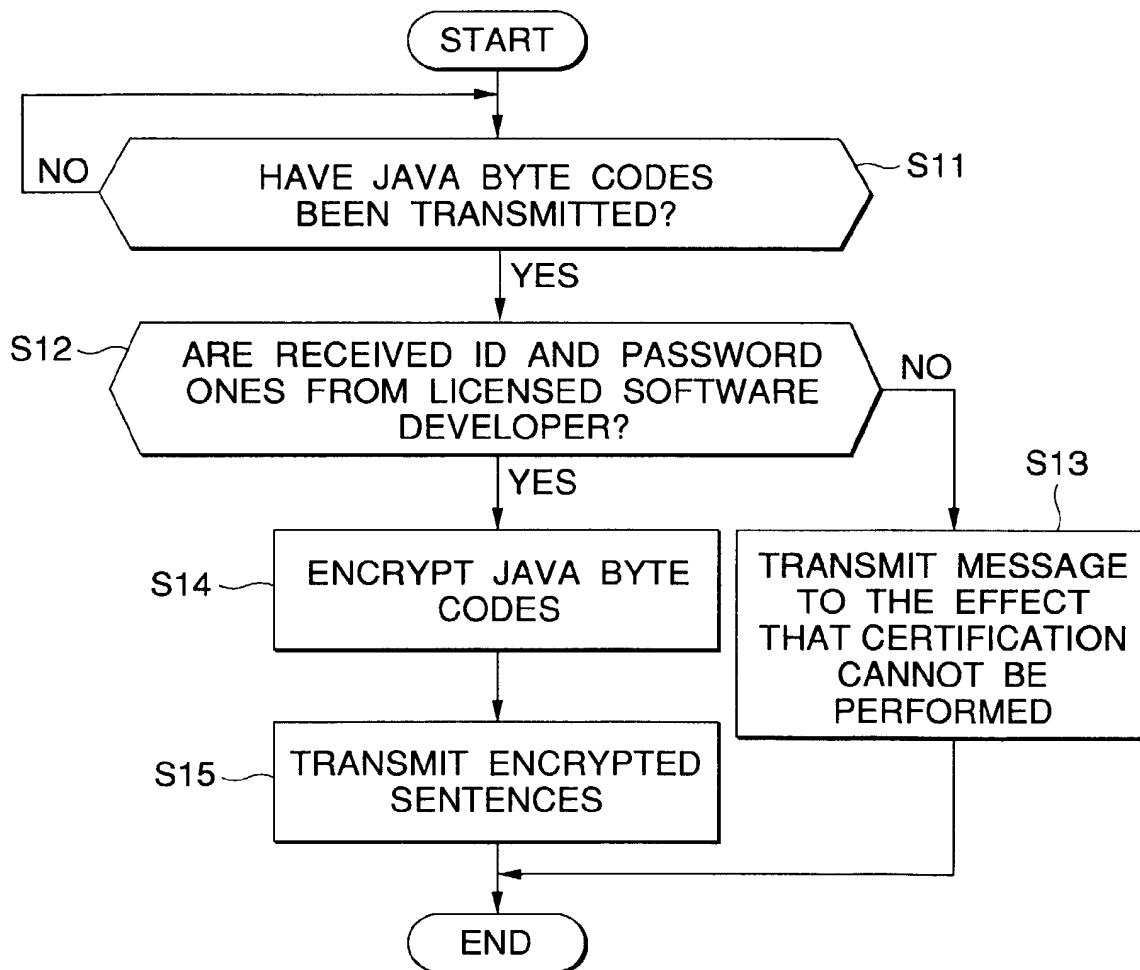 START
NO
HAVE JAVA BYTE CODES
BEEN TRANSMITTED?
S11
YES
S12
ARE RECEIVED ID AND PASSWORD
ONES FROM LICENSED SOFTWARE
DEVELOPER?
NO
YES
S13
S14
ENCRYPT JAVA BYTE
CODES
TRANSMIT MESSAGE
TO THE EFFECT
THAT CERTIFICATION
CANNOT BE
PERFORMED
S15
TRANSMIT ENCRYPTED
SENTENCES
END